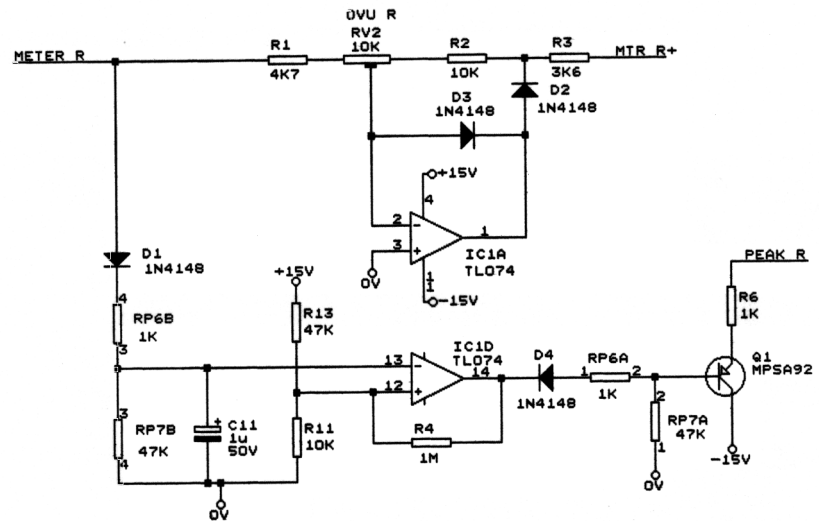 0VU R
RV2
10K
METER R
R1
4K7
R2
10K
R3
3K6
MTR R+
D3
1N4148
D2
1N4148
+15V
4
2
-
3
+
1
IC1A
TL074
0V
11
-15V
D1
1N4148
+15V
PEAK R
4
RP6B
1K
3
R13
47K
R6
1K
IC1D
TL074
13
-
12
+
14
D4
1N4148
1
RP6A
2
1K
Q1
MPSA92
3
RP7B
47K
4
+
C11
1u
50V
R11
10K
R4
1M
2
RP7A
47K
1
-15V
0V
0V